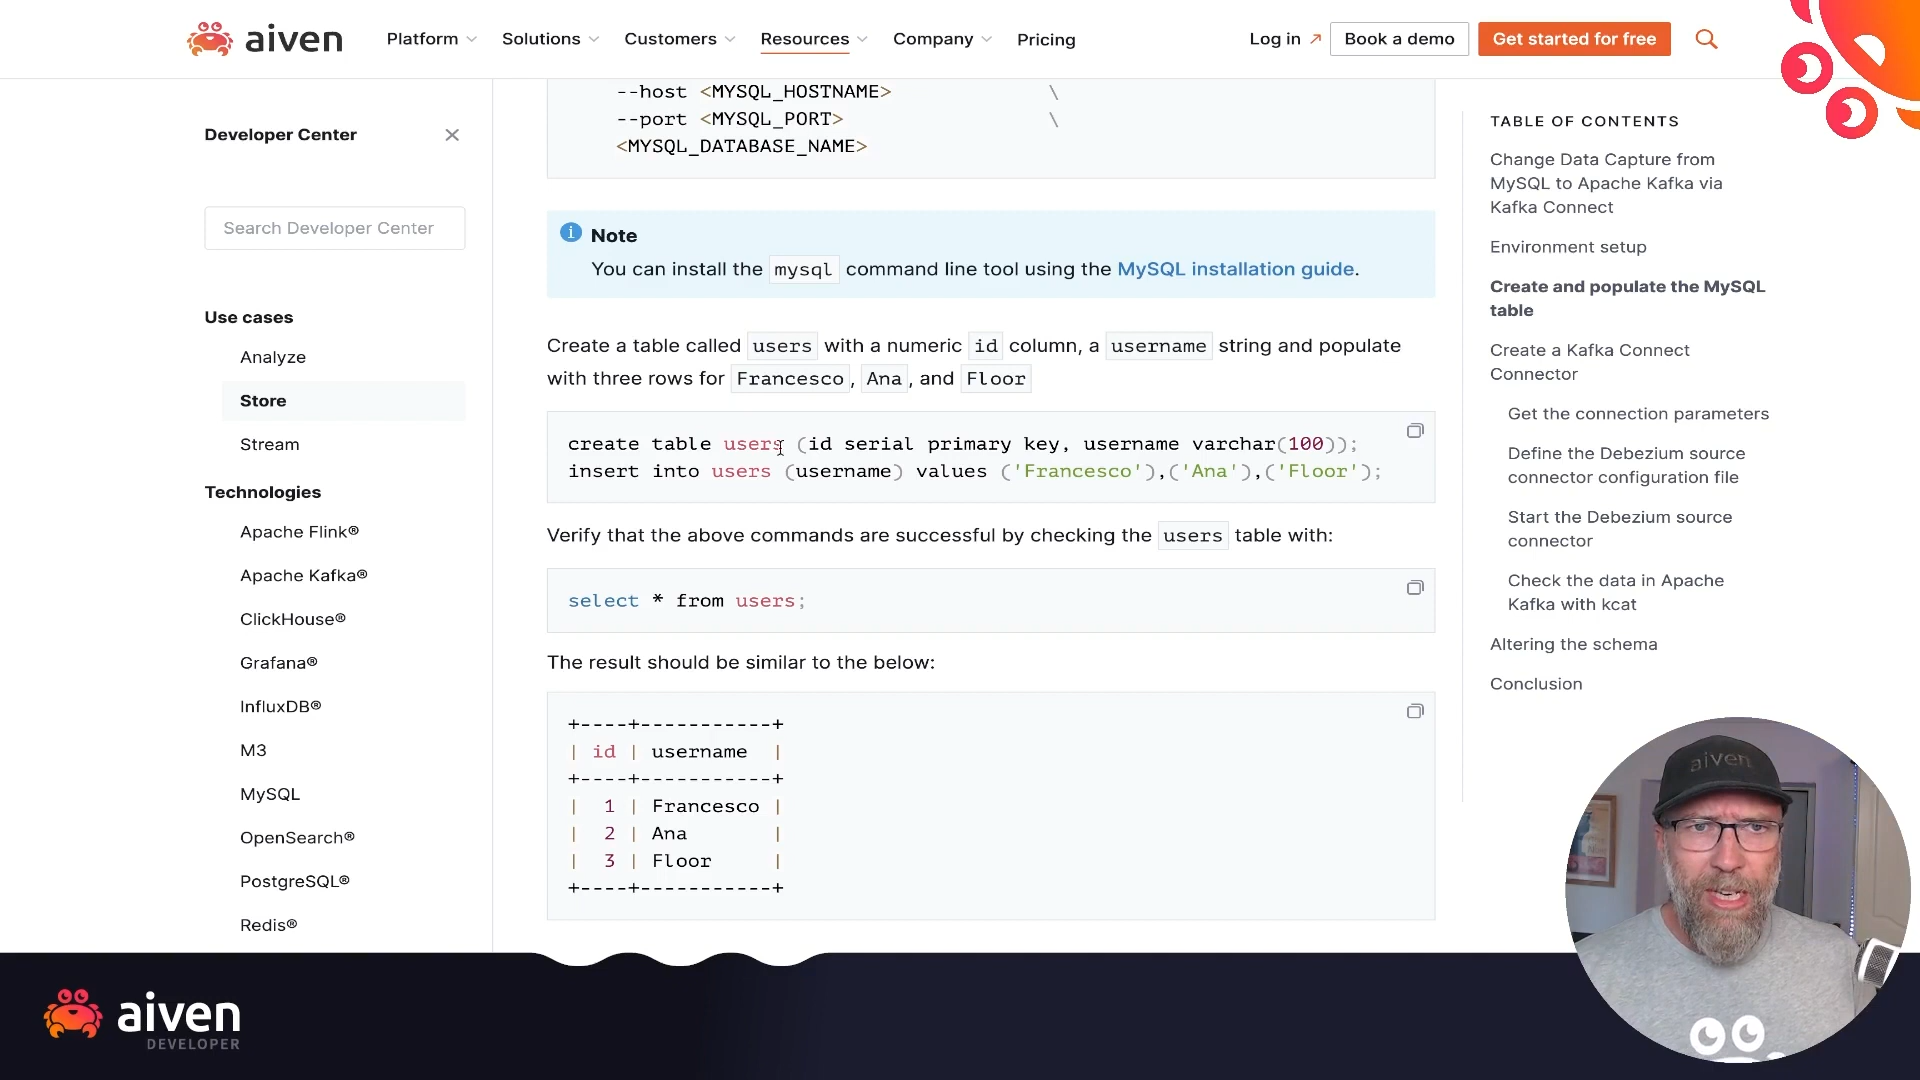 aiven
Platform
Solutions
Customers
Resources
Company
Pricing
Log in
Book a demo
Get started for free
Developer Center
Search Developer Center
Use cases
Analyze
Store
Stream
Technologies
Apache Flink®
Apache Kafka®
ClickHouse®
Grafana®
InfluxDB®
M3
MySQL
OpenSearch®
PostgreSQL®
Redis®
--host <MYSQL_HOSTNAME> \
--port <MYSQL_PORT> \
<MYSQL_DATABASE_NAME>
Note
You can install the mysql command line tool using the MySQL installation guide.
Create a table called users with a numeric id column, a username string and populate
with three rows for Francesco, Ana, and Floor
create table users (id serial primary key, username varchar(100));
insert into users (username) values ('Francesco'),('Ana'),('Floor');
Verify that the above commands are successful by checking the users table with:
select * from users;
The result should be similar to the below:
+----+-----------+
| id | username  |
+----+-----------+
|  1 | Francesco |
|  2 | Ana       |
|  3 | Floor     |
+----+-----------+
TABLE OF CONTENTS
Change Data Capture from
MySQL to Apache Kafka via
Kafka Connect
Environment setup
Create and populate the MySQL
table
Create a Kafka Connect
Connector
Get the connection parameters
Define the Debezium source
connector configuration file
Start the Debezium source
connector
Check the data in Apache
Kafka with kcat
Altering the schema
Conclusion
aiven
aiven
DEVELOPER